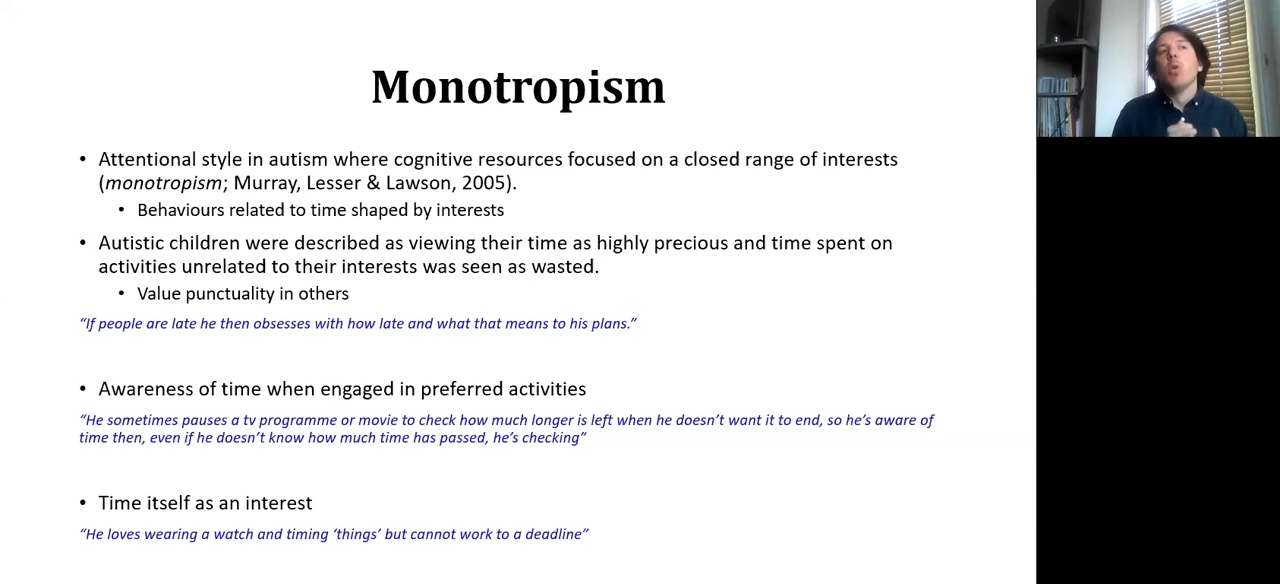 Monotropism
• Attentional style in autism where cognitive resources focused on a closed range of interests
(monotropism; Murray, Lesser & Lawson, 2005).
• Behaviours related to time shaped by interests
• Autistic children were described as viewing their time as highly precious and time spent on
activities unrelated to their interests was seen as wasted.
• Value punctuality in others
“If people are late he then obsesses with how late and what that means to his plans.”
• Awareness of time when engaged in preferred activities
“He sometimes pauses a tv programme or movie to check how much longer is left when he doesn’t want it to end, so he’s aware of
time then, even if he doesn’t know how much time has passed, he’s checking”
• Time itself as an interest
“He loves wearing a watch and timing ‘things’ but cannot work to a deadline”